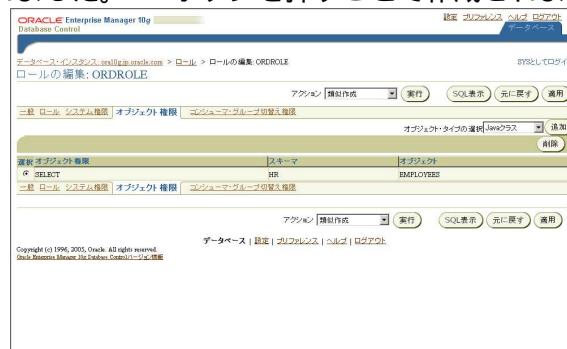 ORACLE Enterprise Manager 10g
Database Control
設定 プリファレンス ヘルプ ログアウト
データベース
データベース・インスタンス: oral10g.jp.oracle.com > ロール > ロールの編集: ORDROLE
SYSとしてログイ
ロールの編集: ORDROLE
アクション 類似作成 実行 SQL表示 元に戻す 適用
一般 ロール システム権限 オブジェクト権限 コンシューマ・グループ切替え権限
オブジェクト・タイプの選択 Javaクラス 追加
削除
選択 オブジェクト権限 スキーマ オブジェクト
SELECT HR EMPLOYEES
一般 ロール システム権限 オブジェクト権限 コンシューマ・グループ切替え権限
アクション 類似作成 実行 SQL表示 元に戻す 適用
データベース | 設定 | プリファレンス | ヘルプ | ログアウト
Copyright (c) 1996, 2005, Oracle. All rights reserved.
Oracle Enterprise Manager 10g Database Controlバージョン情報